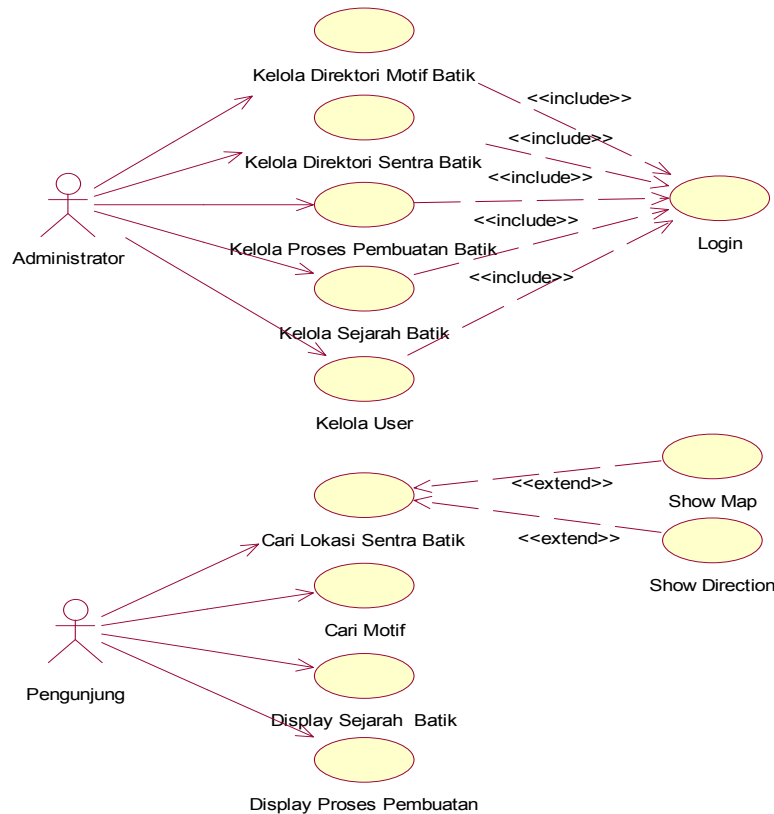 Kelola Direktori Motif Batik
<<include>>
<<include>>
Kelola Direktori Sentra Batik
<<include>>
<<include>>
Kelola Proses Pembuatan Batik
Login
Administrator
<<include>>
Kelola Sejarah Batik
Kelola User
<<extend>>
Show Map
Cari Lokasi Sentra Batik
<<extend>>
Show Direction
Cari Motif
Pengunjung
Display Sejarah  Batik
Display Proses Pembuatan